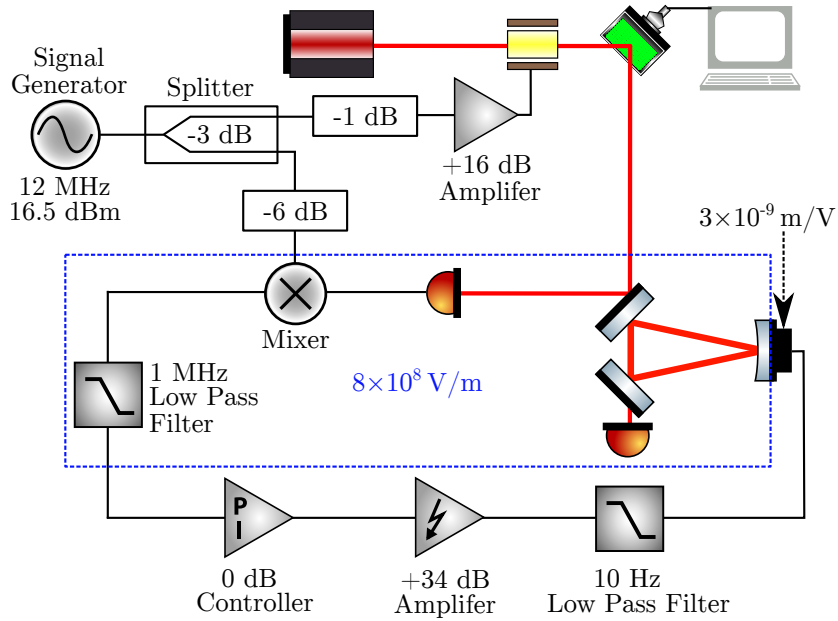 Signal
Generator
12 MHz
16.5 dBm
Splitter
-3 dB
-1 dB
+16 dB
Amplifer
-6 dB
3×10⁻⁹ m/V
Mixer
1 MHz
Low Pass
Filter
8×10⁸ V/m
P
I
0 dB
Controller
+34 dB
Amplifer
10 Hz
Low Pass Filter